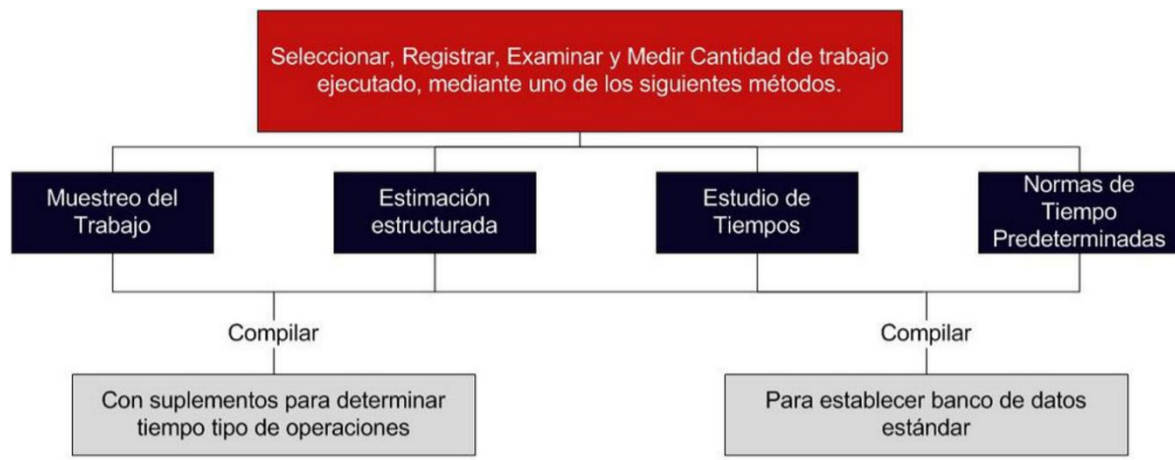 Seleccionar, Registrar, Examinar y Medir Cantidad de trabajo
ejecutado, mediante uno de los siguientes métodos.
Muestreo del
Trabajo
Estimación
estructurada
Estudio de
Tiempos
Normas de
Tiempo
Predeterminadas
Compilar
Compilar
Con suplementos para determinar
tiempo tipo de operaciones
Para establecer banco de datos
estándar